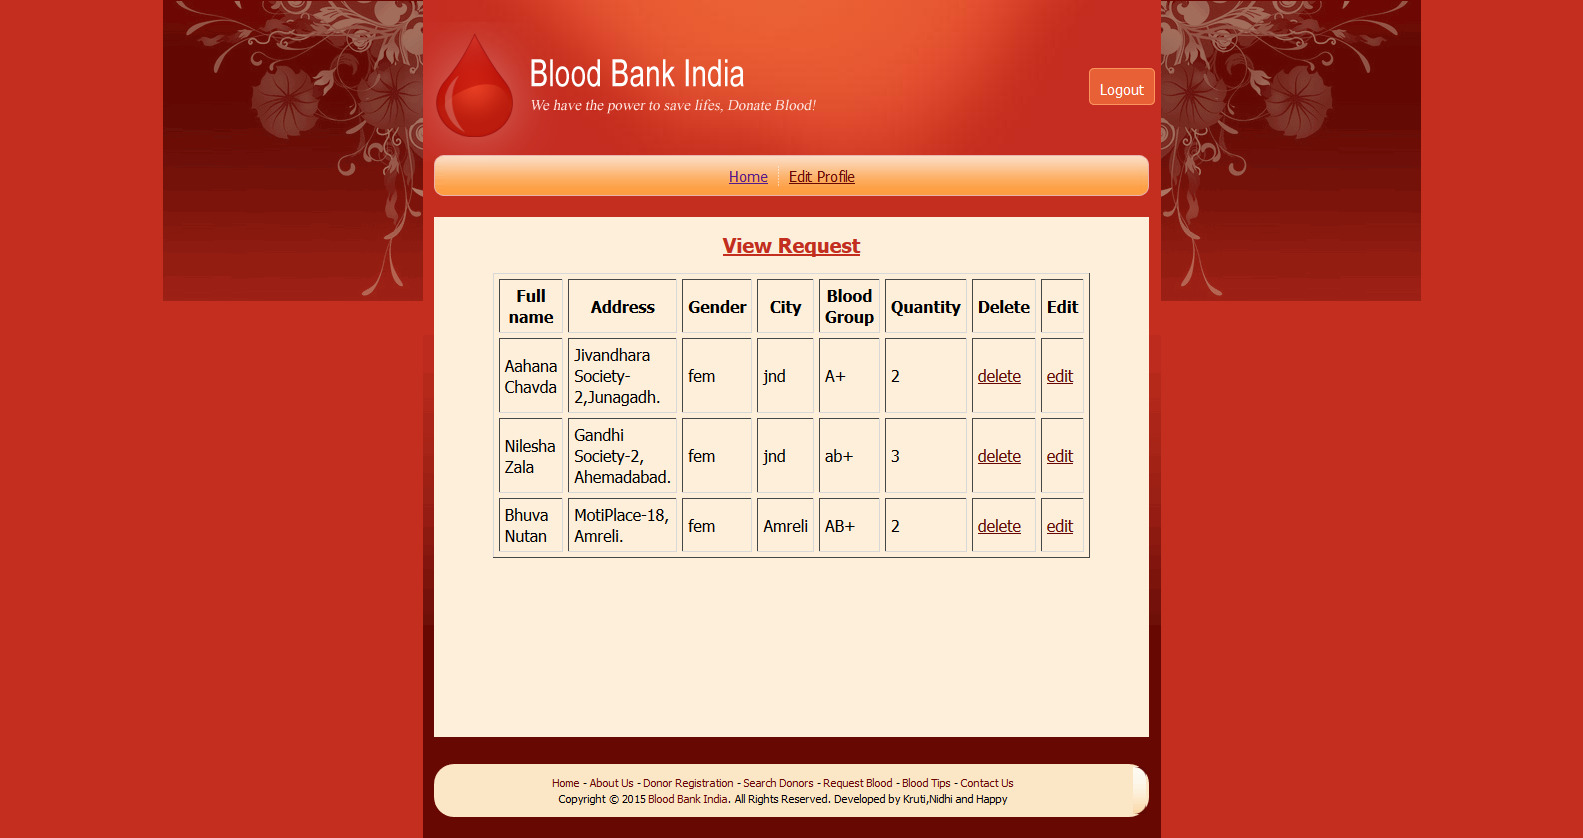 Blood Bank India
We have the power to save lifes, Donate Blood!
Logout
Home
Edit Profile
View Request
Full name Address Gender City Blood Group Quantity Delete Edit
Aahana Chavda Jivandhara Society-2,Junagadh. fem jnd A+ 2 delete edit
Nilesha Zala Gandhi Society-2, Ahemadabad. fem jnd ab+ 3 delete edit
Bhuva Nutan MotiPlace-18, Amreli. fem Amreli AB+ 2 delete edit
Home - About Us - Donor Registration - Search Donors - Request Blood - Blood Tips - Contact Us
Copyright © 2015 Blood Bank India. All Rights Reserved. Developed by Kruti,Nidhi and Happy